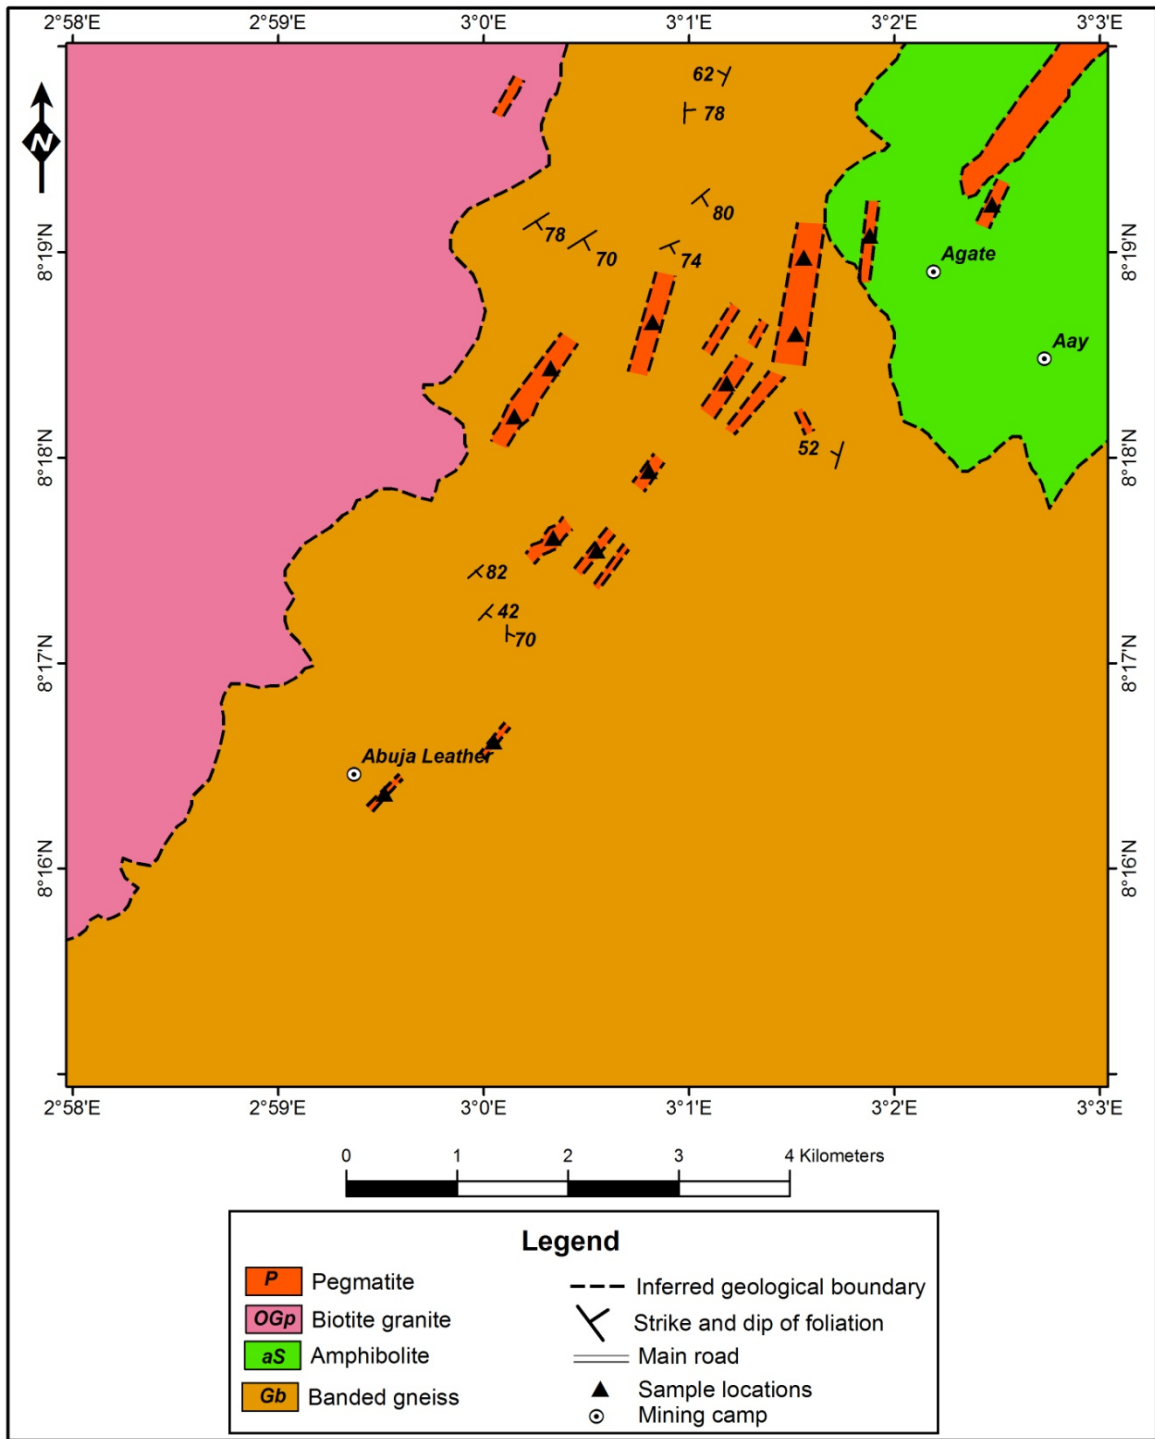 2°58'E 2°59'E 3°0'E 3°1'E 3°2'E 3°3'E
N
62
78
80
78
70
74
8°19'N 8°19'N
Agate
Aay
8°18'N 8°18'N
52
82
42
70
8°17'N 8°17'N
Abuja Leather
8°16'N 8°16'N
2°58'E 2°59'E 3°0'E 3°1'E 3°2'E 3°3'E
0 1 2 3 4 Kilometers
Legend
P Pegmatite
OGp Biotite granite
aS Amphibolite
Gb Banded gneiss
Inferred geological boundary
Strike and dip of foliation
Main road
Sample locations
Mining camp